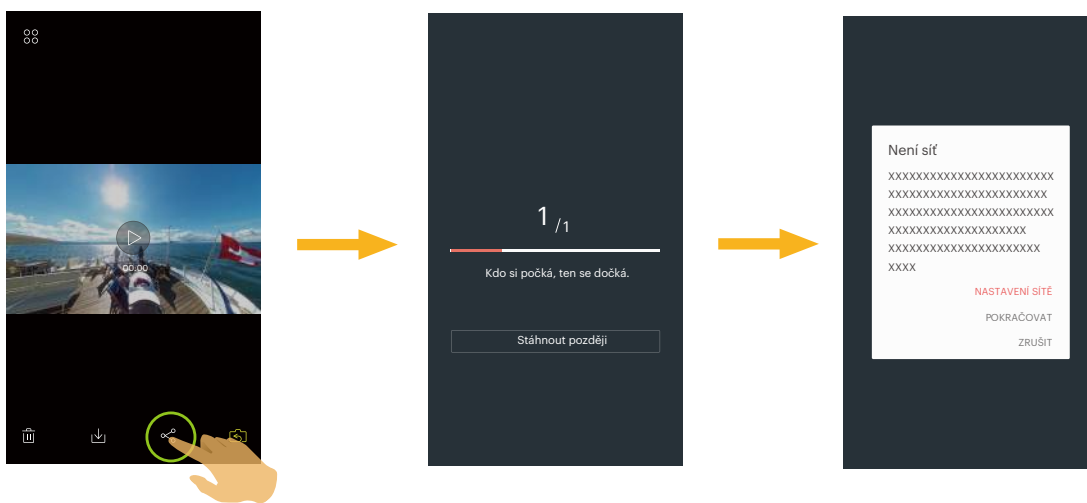 00:00
1 /1
Kdo si počká, ten se dočká.
Stáhnout později
Není síť
XXXXXXXXXXXXXXXXXXXXXXXX
XXXXXXXXXXXXXXXXXXXXXXX
XXXXXXXXXXXXXXXXXXXXXXXX
XXXXXXXXXXXXXXXXXXXX
XXXXXXXXXXXXXXXXXXXXXX
XXXX
NASTAVENÍ SÍTĚ
POKRAČOVAT
ZRUŠIT